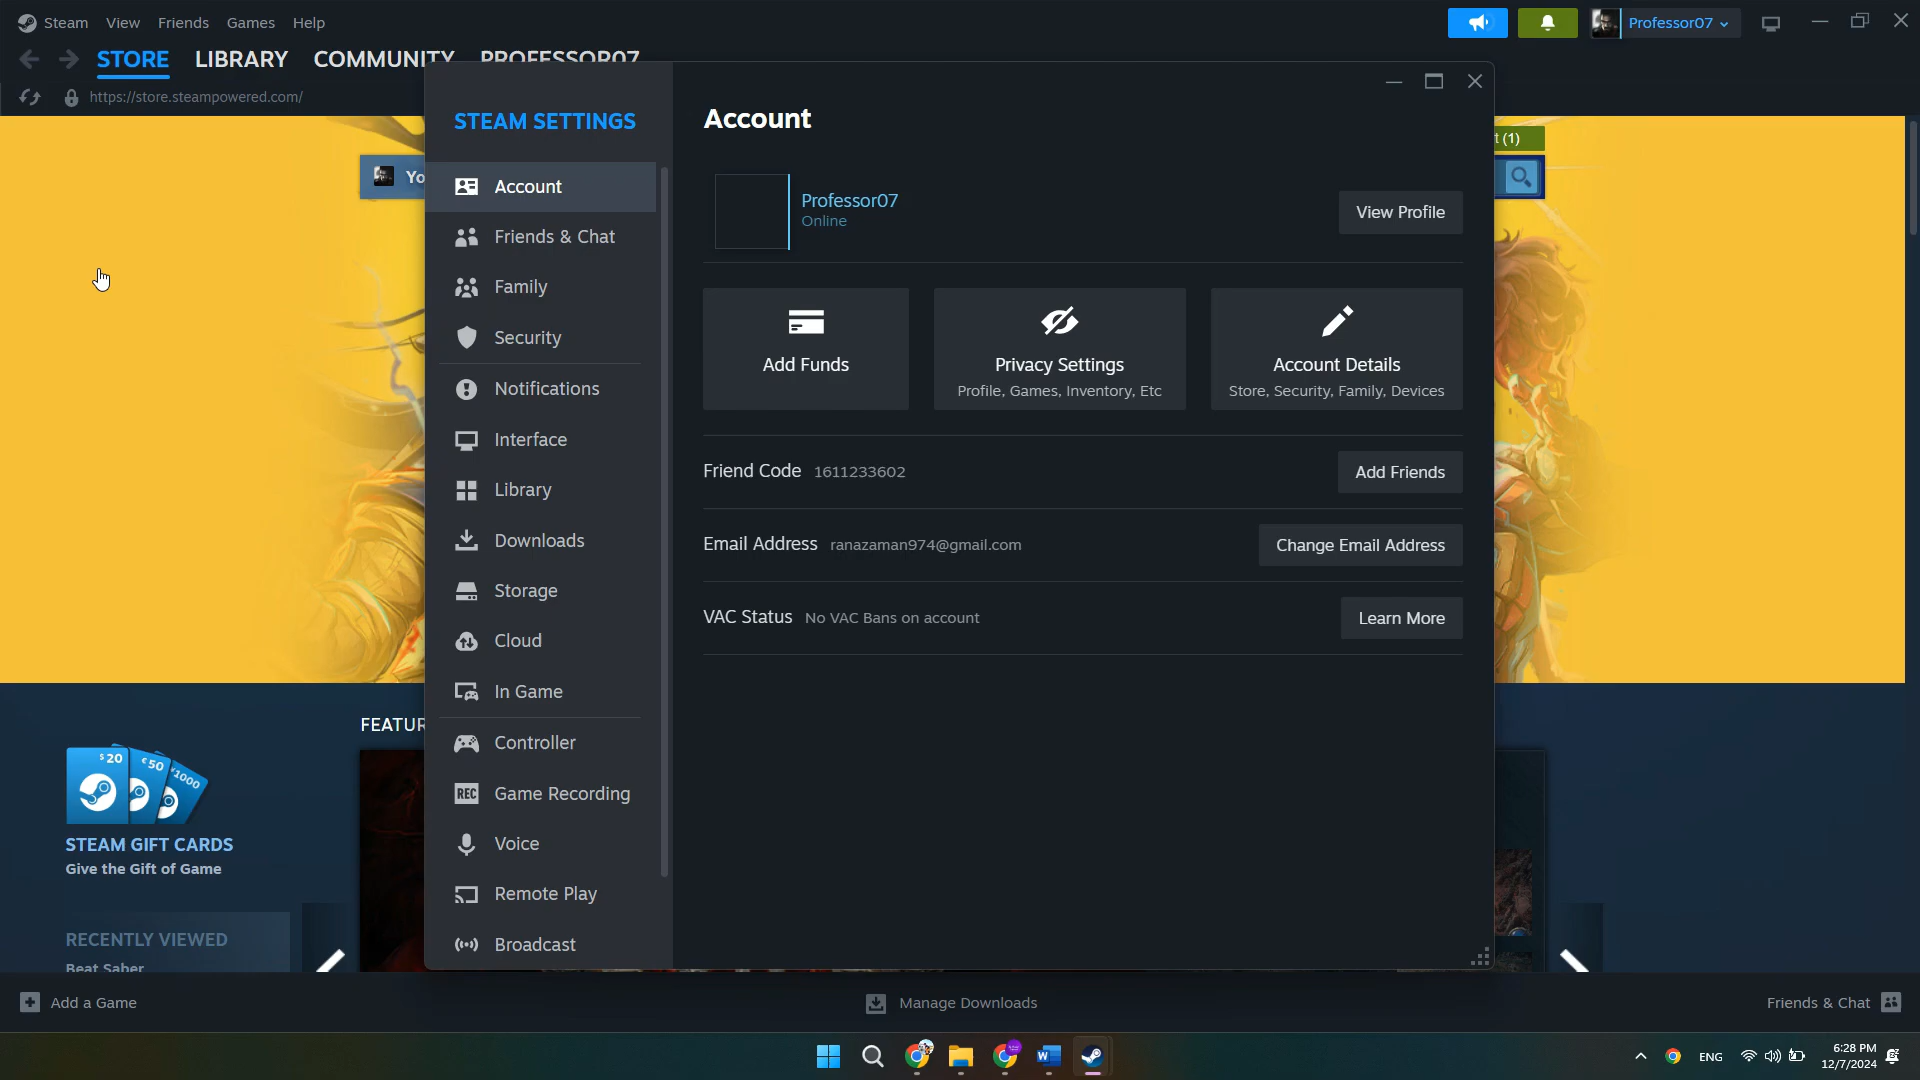 Steam View Friends Games Help
Professor07
STORE LIBRARY COMMUNITY PROFESSOR07
https://store.steampowered.com/
t (1)
Yo
STEAM SETTINGS
Account
Friends & Chat
Family
Security
Notifications
Interface
Library
Downloads
Storage
Cloud
In Game
Controller
REC Game Recording
Voice
Remote Play
Broadcast
Account
Professor07
Online
View Profile
Add Funds
Privacy Settings
Profile, Games, Inventory, Etc
Account Details
Store, Security, Family, Devices
Friend Code 1611233602
Add Friends
Email Address ranazaman974@gmail.com
Change Email Address
VAC Status No VAC Bans on account
Learn More
FEATUR
$20 €50 ¥1000
STEAM GIFT CARDS
Give the Gift of Game
RECENTLY VIEWED
Beat Saber
Add a Game
Manage Downloads
Friends & Chat
ENG
6:28 PM
12/7/2024